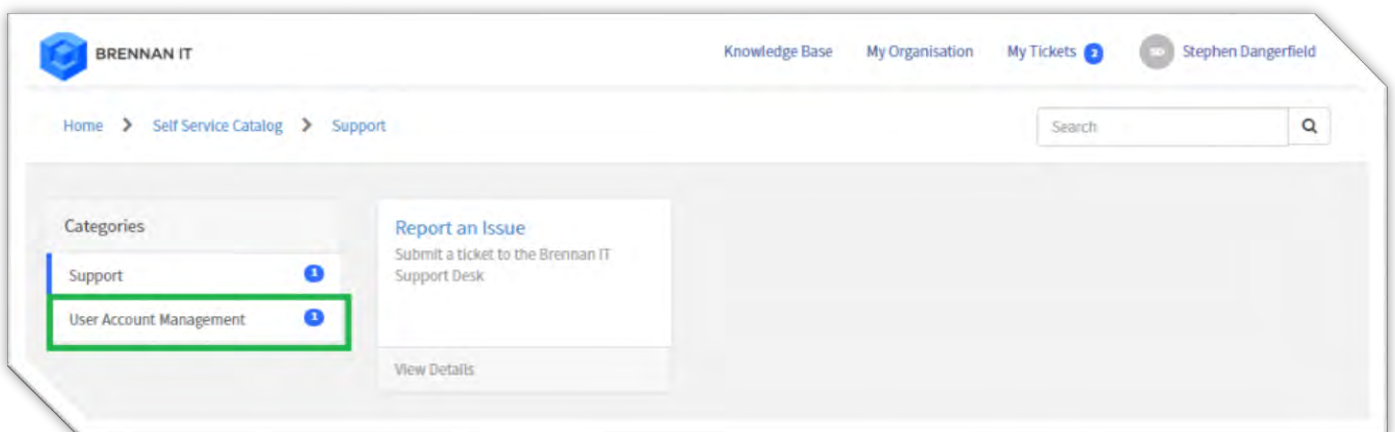 BRENNAN IT
Knowledge Base My Organisation My Tickets 2 SD Stephen Dangerfield
Home > Self Service Catalog > Support
Search
Categories
Support 1
User Account Management 1
Report an Issue
Submit a ticket to the Brennan IT
Support Desk
View Details